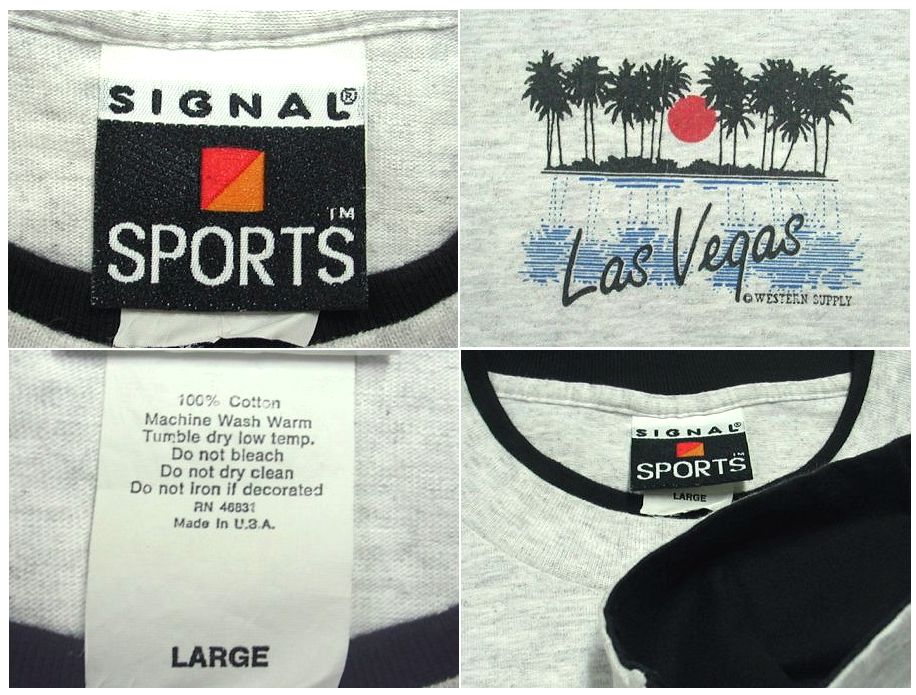 SIGNAL®
SPORTS™
Las Vegas
© WESTERN SUPPLY
100% Cotton
Machine Wash Warm
Tumble dry low temp.
Do not bleach
Do not dry clean
Do not iron if decorated
RN 46831
Made In U.S.A.
LARGE
SIGNAL®
SPORTS™
LARGE